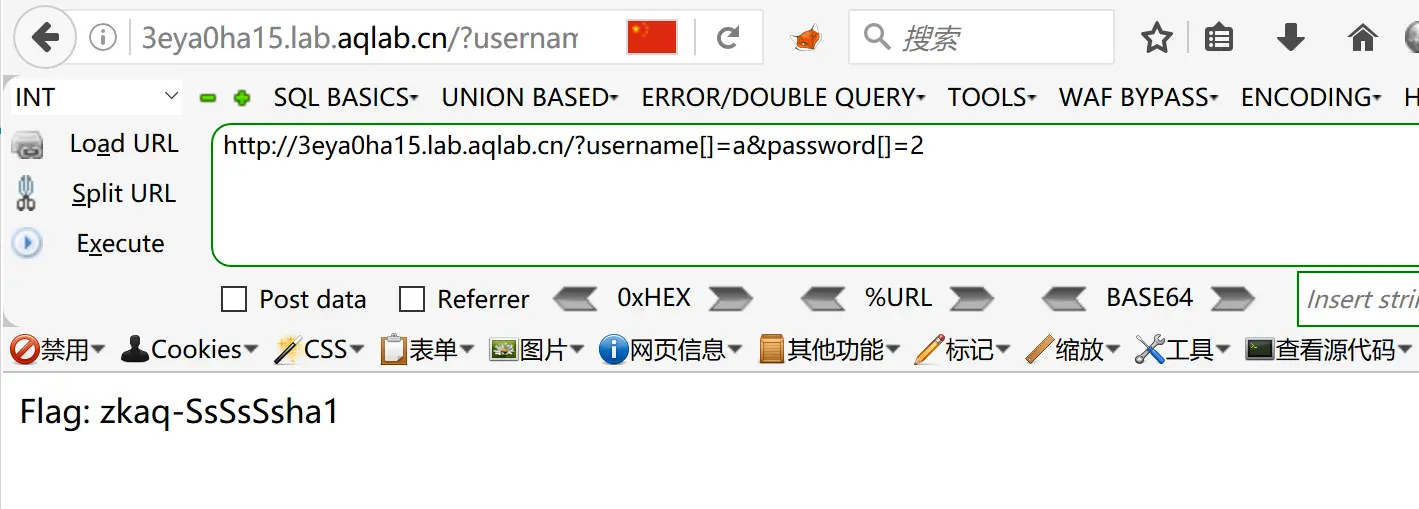 3eya0ha15.lab.aqlab.cn/?usernam
搜索
INT SQL BASICS UNION BASED ERROR/DOUBLE QUERY TOOLS WAF BYPASS ENCODING H
Load URL
http://3eya0ha15.lab.aqlab.cn/?username[]=a&password[]=2
Split URL
Execute
Post data Referrer 0xHEX %URL BASE64 Insert stri
禁用 Cookies CSS 表单 图片 网页信息 其他功能 标记 缩放 工具 查看源代码
Flag: zkaq-SsSsSsha1